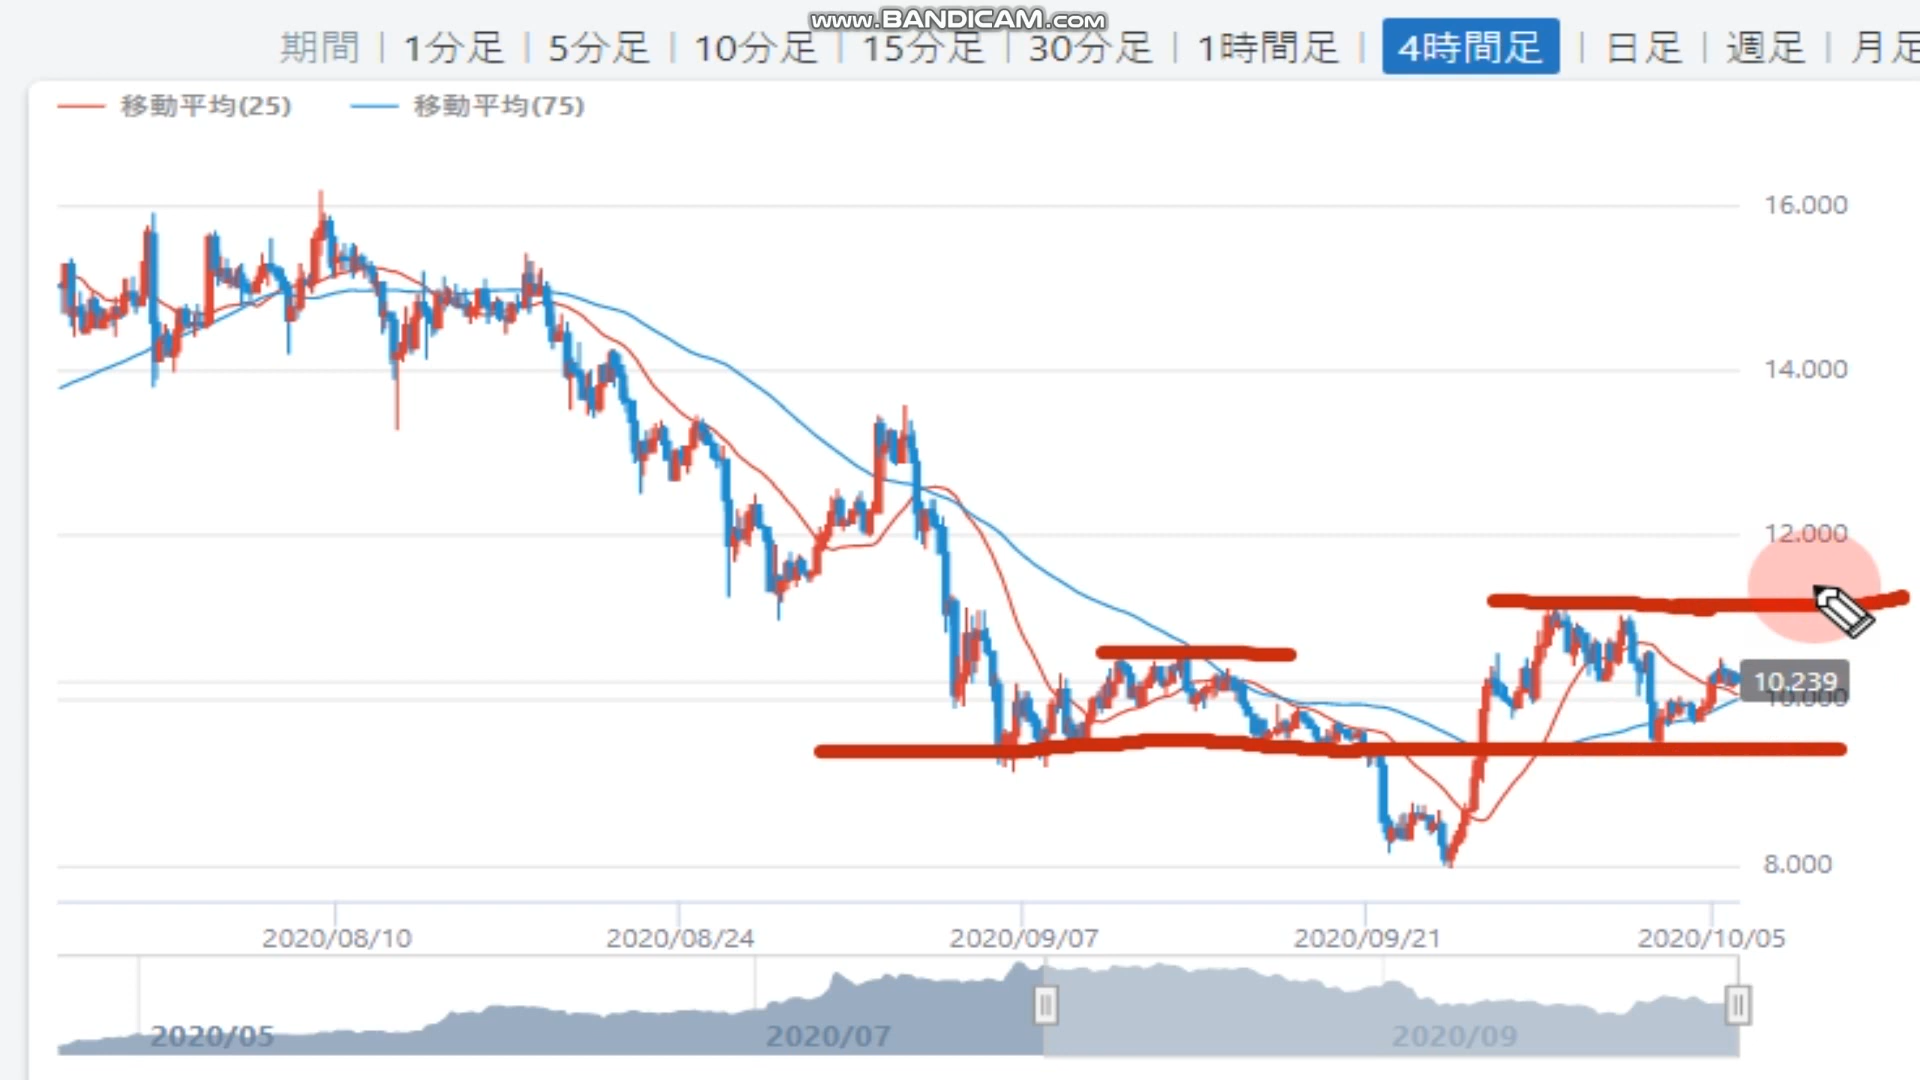 www.BANDICAM.com
期間 | 1分足 | 5分足 | 10分足 | 15分足 | 30分足 | 1時間足 | 4時間足 | 日足 | 週足 | 月足
移動平均(25) 移動平均(75)
16.000
14.000
12.000
10.239
10.000
8.000
2020/08/10 2020/08/24 2020/09/07 2020/09/21 2020/10/05
2020/05 2020/07 2020/09